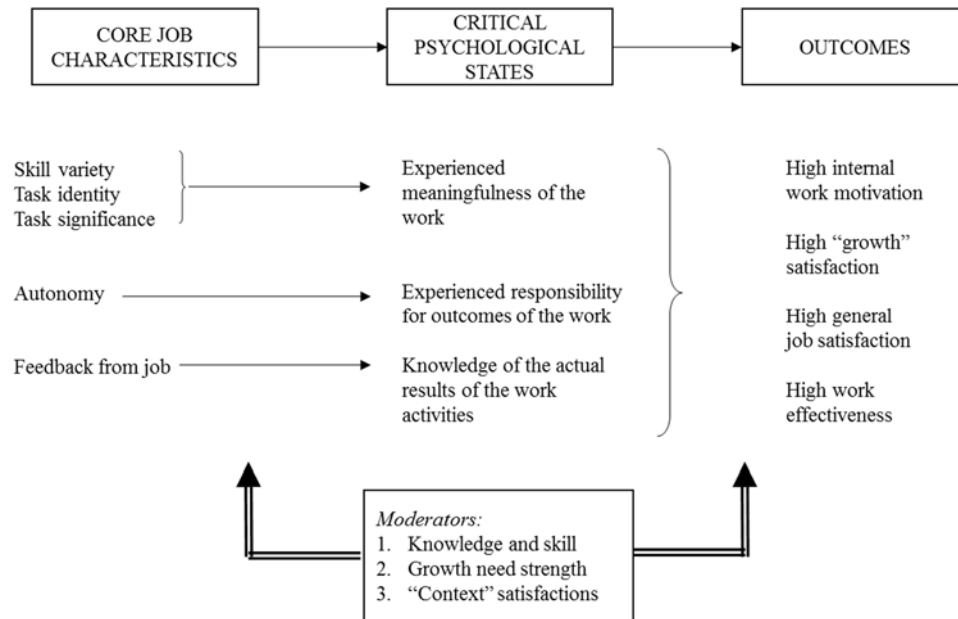 CORE JOB
CHARACTERISTICS
CRITICAL
PSYCHOLOGICAL
STATES
OUTCOMES
Skill variety
Task identity
Task significance
Experienced
meaningfulness of the
work
High internal
work motivation
High “growth”
satisfaction
Autonomy
Experienced responsibility
for outcomes of the work
High general
job satisfaction
Feedback from job
Knowledge of the actual
results of the work
activities
High work
effectiveness
Moderators:
1. Knowledge and skill
2. Growth need strength
3. “Context” satisfactions